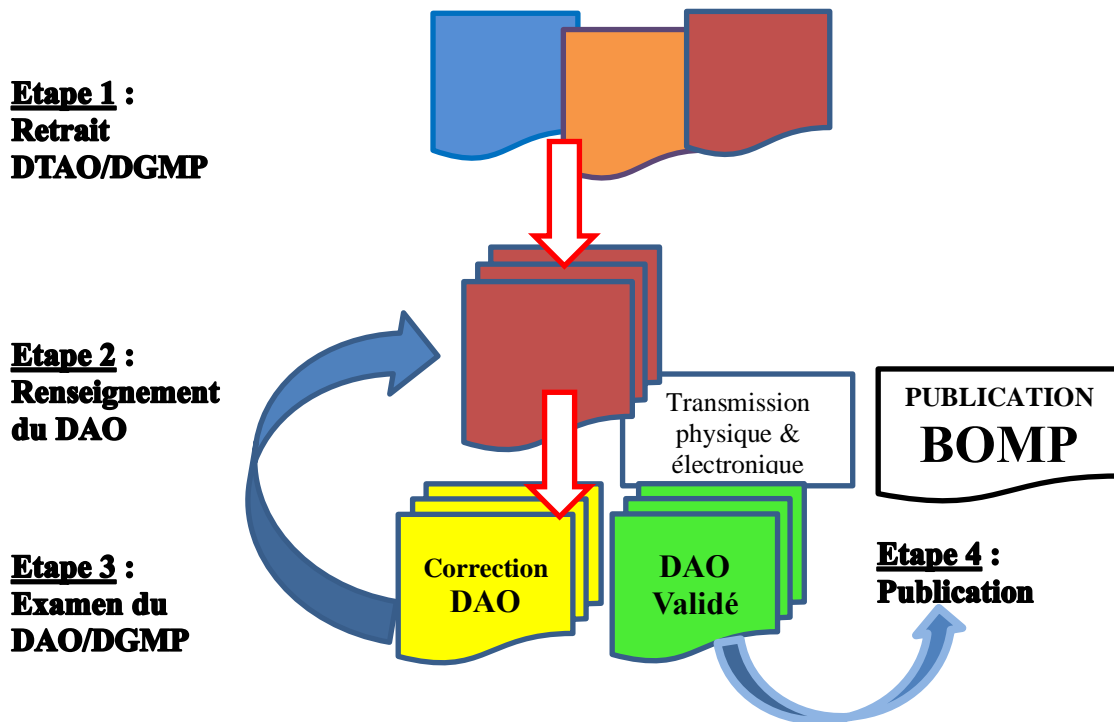 Etape 1 :
Retrait
DTAO/DGMP
Etape 2 :
Renseignement
du DAO
Transmission
physique &
électronique
PUBLICATION
BOMP
Etape 3 :
Examen du
DAO/DGMP
Correction
DAO
DAO
Validé
Etape 4 :
Publication